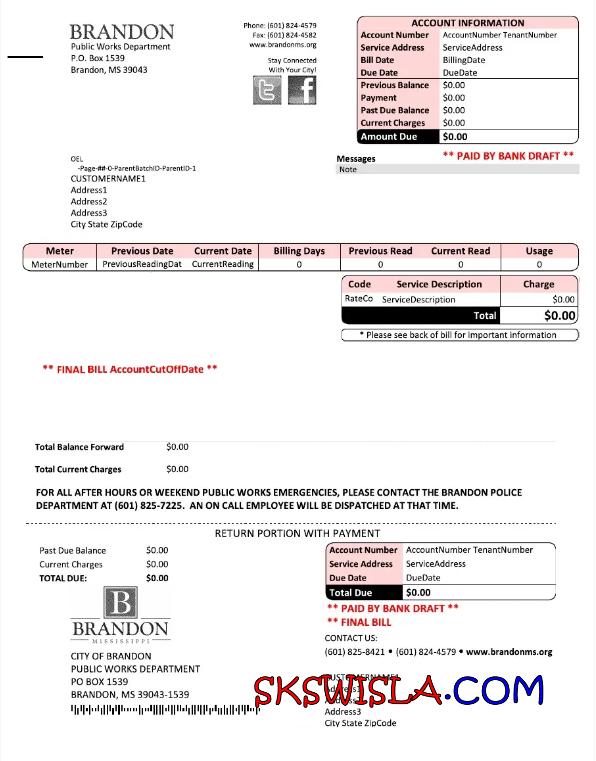 BRANDON
Public Works Department
P.O. Box 1539
Brandon, MS 39043
Phone: (601) 824-4579
Fax: (601) 824-4582
www.brandonms.org
Stay Connected
With Your City!
t f
ACCOUNT INFORMATION
Account Number AccountNumber TenantNumber
Service Address ServiceAddress
Bill Date BillingDate
Due Date DueDate
Previous Balance $0.00
Payment $0.00
Past Due Balance $0.00
Current Charges $0.00
Amount Due $0.00
OEL
-Page-##-0-ParentBatchID-ParentID-1
CUSTOMERNAME1
Address1
Address2
Address3
City State ZipCode
Messages ** PAID BY BANK DRAFT **
Note
Meter Previous Date Current Date Billing Days Previous Read Current Read Usage
MeterNumber PreviousReadingDat CurrentReading 0 0 0 0
Code Service Description Charge
RateCo ServiceDescription $0.00
Total $0.00
* Please see back of bill for important information
** FINAL BILL AccountCutOffDate **
Total Balance Forward $0.00
Total Current Charges $0.00
FOR ALL AFTER HOURS OR WEEKEND PUBLIC WORKS EMERGENCIES, PLEASE CONTACT THE BRANDON POLICE
DEPARTMENT AT (601) 825-7225. AN ON CALL EMPLOYEE WILL BE DISPATCHED AT THAT TIME.
RETURN PORTION WITH PAYMENT
Past Due Balance $0.00
Current Charges $0.00
TOTAL DUE: $0.00
B
BRANDON
MISSISSIPPI
CITY OF BRANDON
PUBLIC WORKS DEPARTMENT
PO BOX 1539
BRANDON, MS 39043-1539
Account Number AccountNumber TenantNumber
Service Address ServiceAddress
Due Date DueDate
Total Due $0.00
** PAID BY BANK DRAFT **
** FINAL BILL
CONTACT US:
(601) 825-8421 • (601) 824-4579 • www.brandonms.org
CUSTOMERNAME1
Address1
SKSWISLA.COM
Address3
City State ZipCode